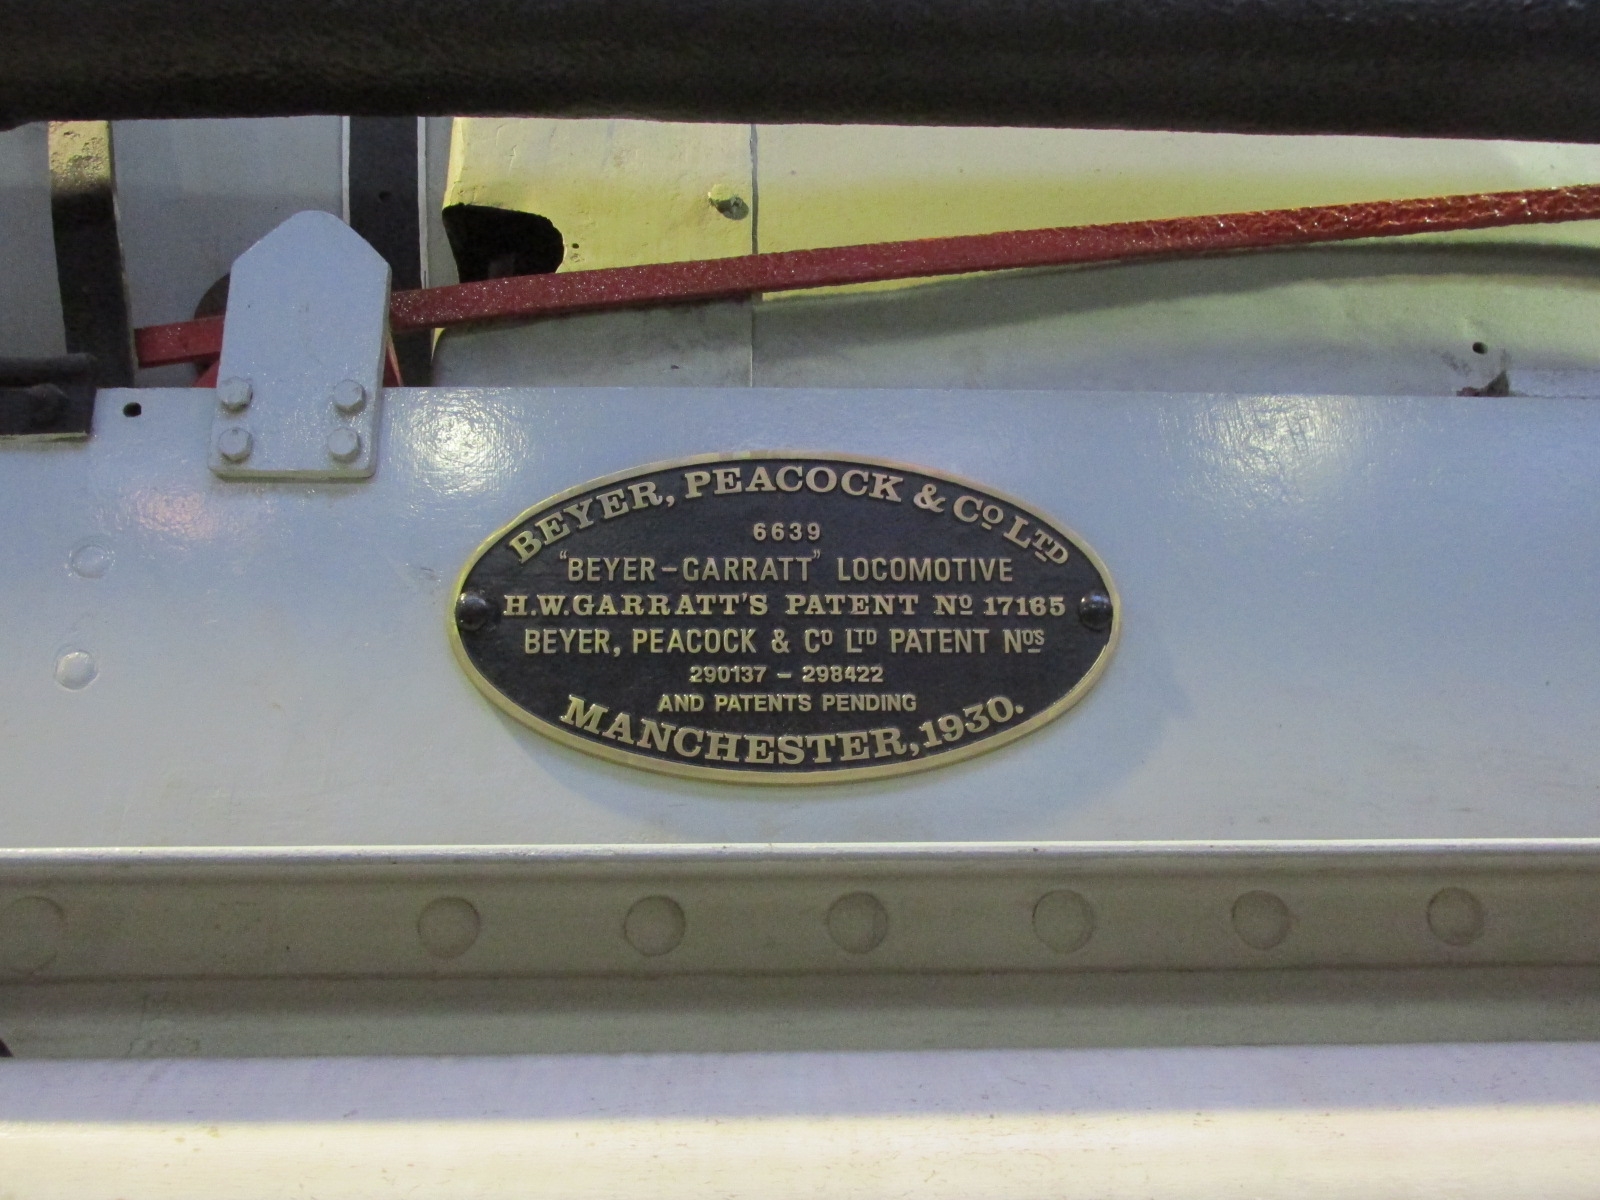 BEYER, PEACOCK & Cº LTD
6639
"BEYER-GARRATT" LOCOMOTIVE
H.W.GARRATT'S PATENT Nº 17165
BEYER, PEACOCK & Cº LTD PATENT Nos
290137 - 298422
AND PATENTS PENDING
MANCHESTER, 1930.